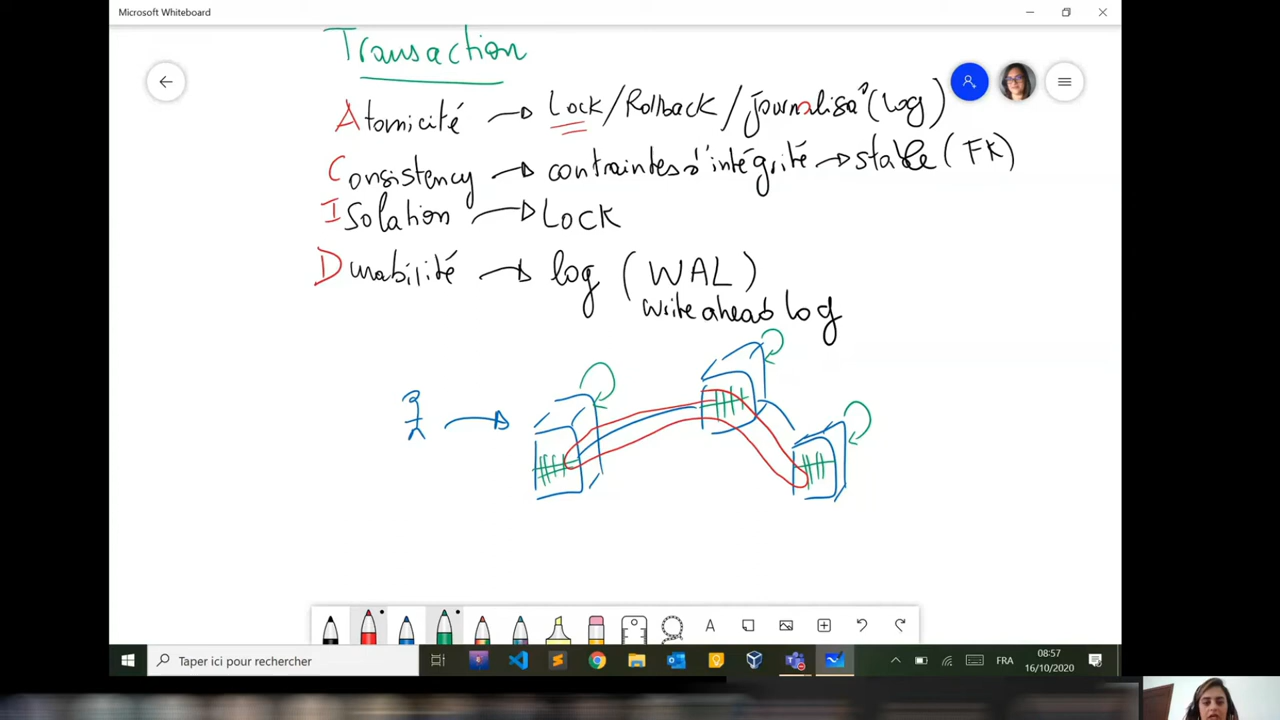 Microsoft Whiteboard
Transaction
Atomicité → Lock/Rollback/journalisa° (log)
Consistency → contraintes d'intégrité → stable (FK)
Isolation → Lock
Durabilité → log (WAL)
write ahead log
A
Taper ici pour rechercher
FRA
08:57
16/10/2020